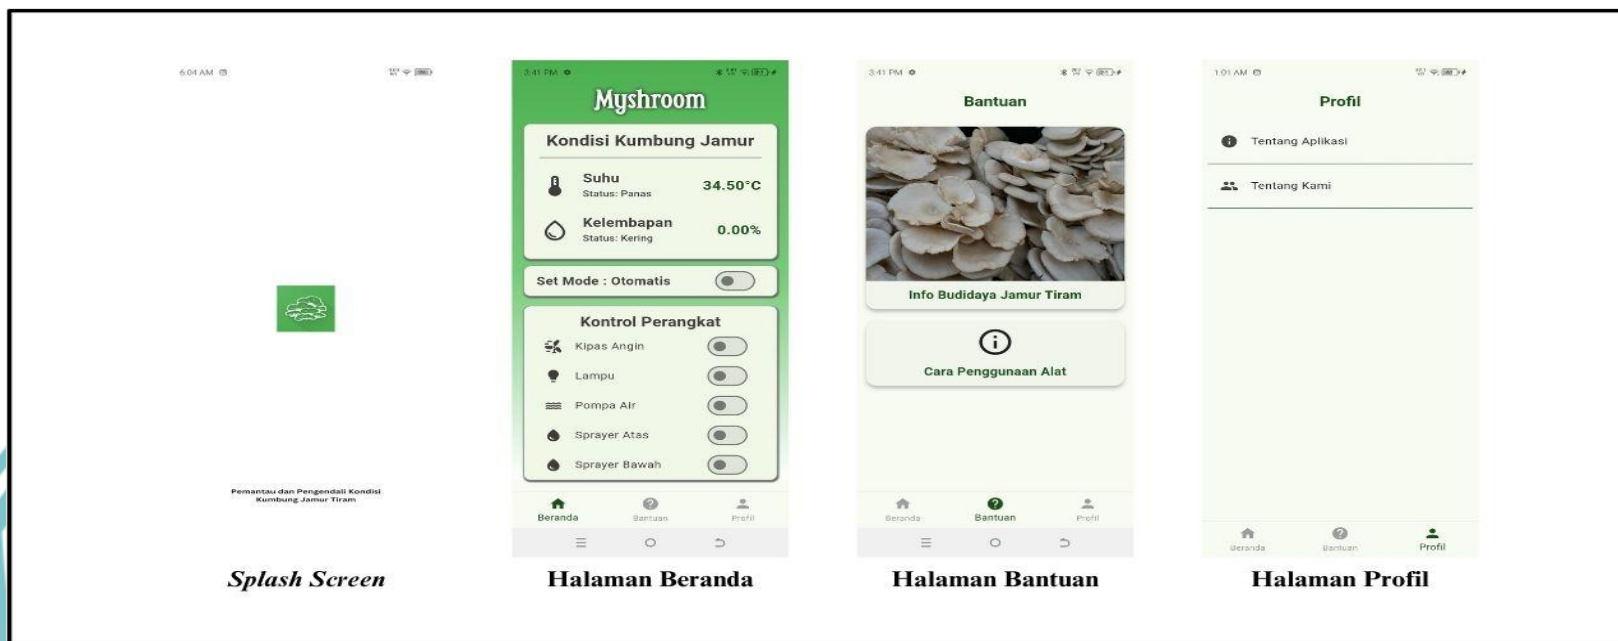 6:04 AM
Pemantau dan Pengendali Kondisi
Kumbung Jamur Tiram
Splash Screen
3:41 PM
Myshroom
Kondisi Kumbung Jamur
Suhu
Status: Panas
34.50°C
Kelembapan
Status: Kering
0.00%
Set Mode : Otomatis
Kontrol Perangkat
Kipas Angin
Lampu
Pompa Air
Sprayer Atas
Sprayer Bawah
Beranda
Bantuan
Profil
Halaman Beranda
3:41 PM
Bantuan
Info Budidaya Jamur Tiram
Cara Penggunaan Alat
Beranda
Bantuan
Profil
Halaman Bantuan
1:01 AM
Profil
Tentang Aplikasi
Tentang Kami
Beranda
Bantuan
Profil
Halaman Profil